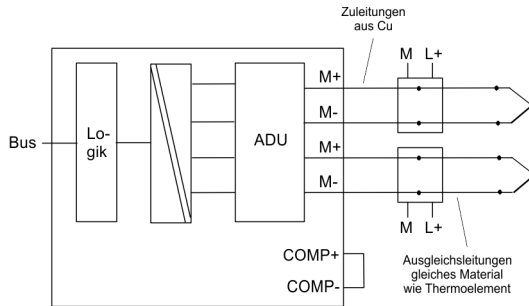 Zuleitungen
aus Cu
M L+
M+
Bus
Lo-
gik
ADU
M-
M+
M-
M L+
COMP+
COMP-
Ausgleichsleitungen
gleiches Material
wie Thermoelement